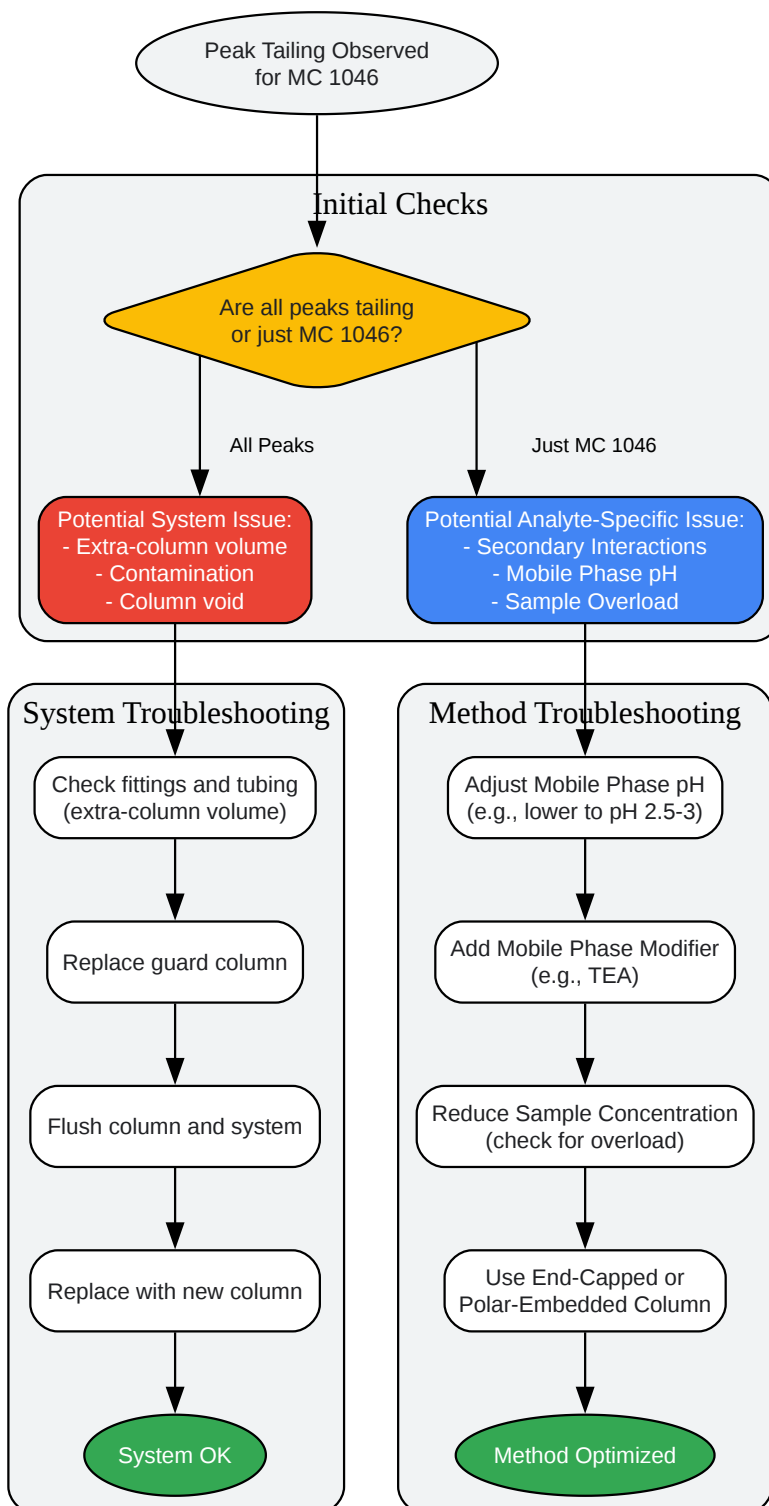 Peak Tailing Observed
for MC 1046
Initial Checks
Are all peaks tailing
or just MC 1046?
All Peaks
Just MC 1046
Potential System Issue:
- Extra-column volume
- Contamination
- Column void
Potential Analyte-Specific Issue:
- Secondary Interactions
- Mobile Phase pH
- Sample Overload
System Troubleshooting
Check fittings and tubing
(extra-column volume)
Replace guard column
Flush column and system
Replace with new column
System OK
Method Troubleshooting
Adjust Mobile Phase pH
(e.g., lower to pH 2.5-3)
Add Mobile Phase Modifier
(e.g., TEA)
Reduce Sample Concentration
(check for overload)
Use End-Capped or
Polar-Embedded Column
Method Optimized